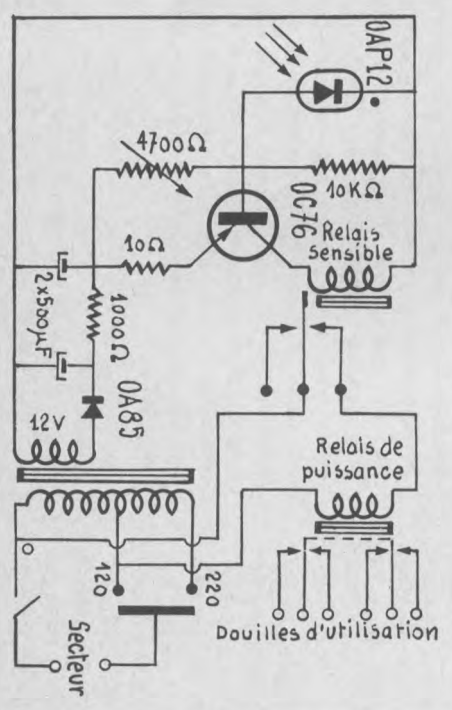 OAP12
4700Ω
10KΩ
OC76
10Ω
Relais
sensible
2x500µF
1000Ω
OA85
12V
Relais de
puissance
120
220
Secteur
Douilles d'utilisation